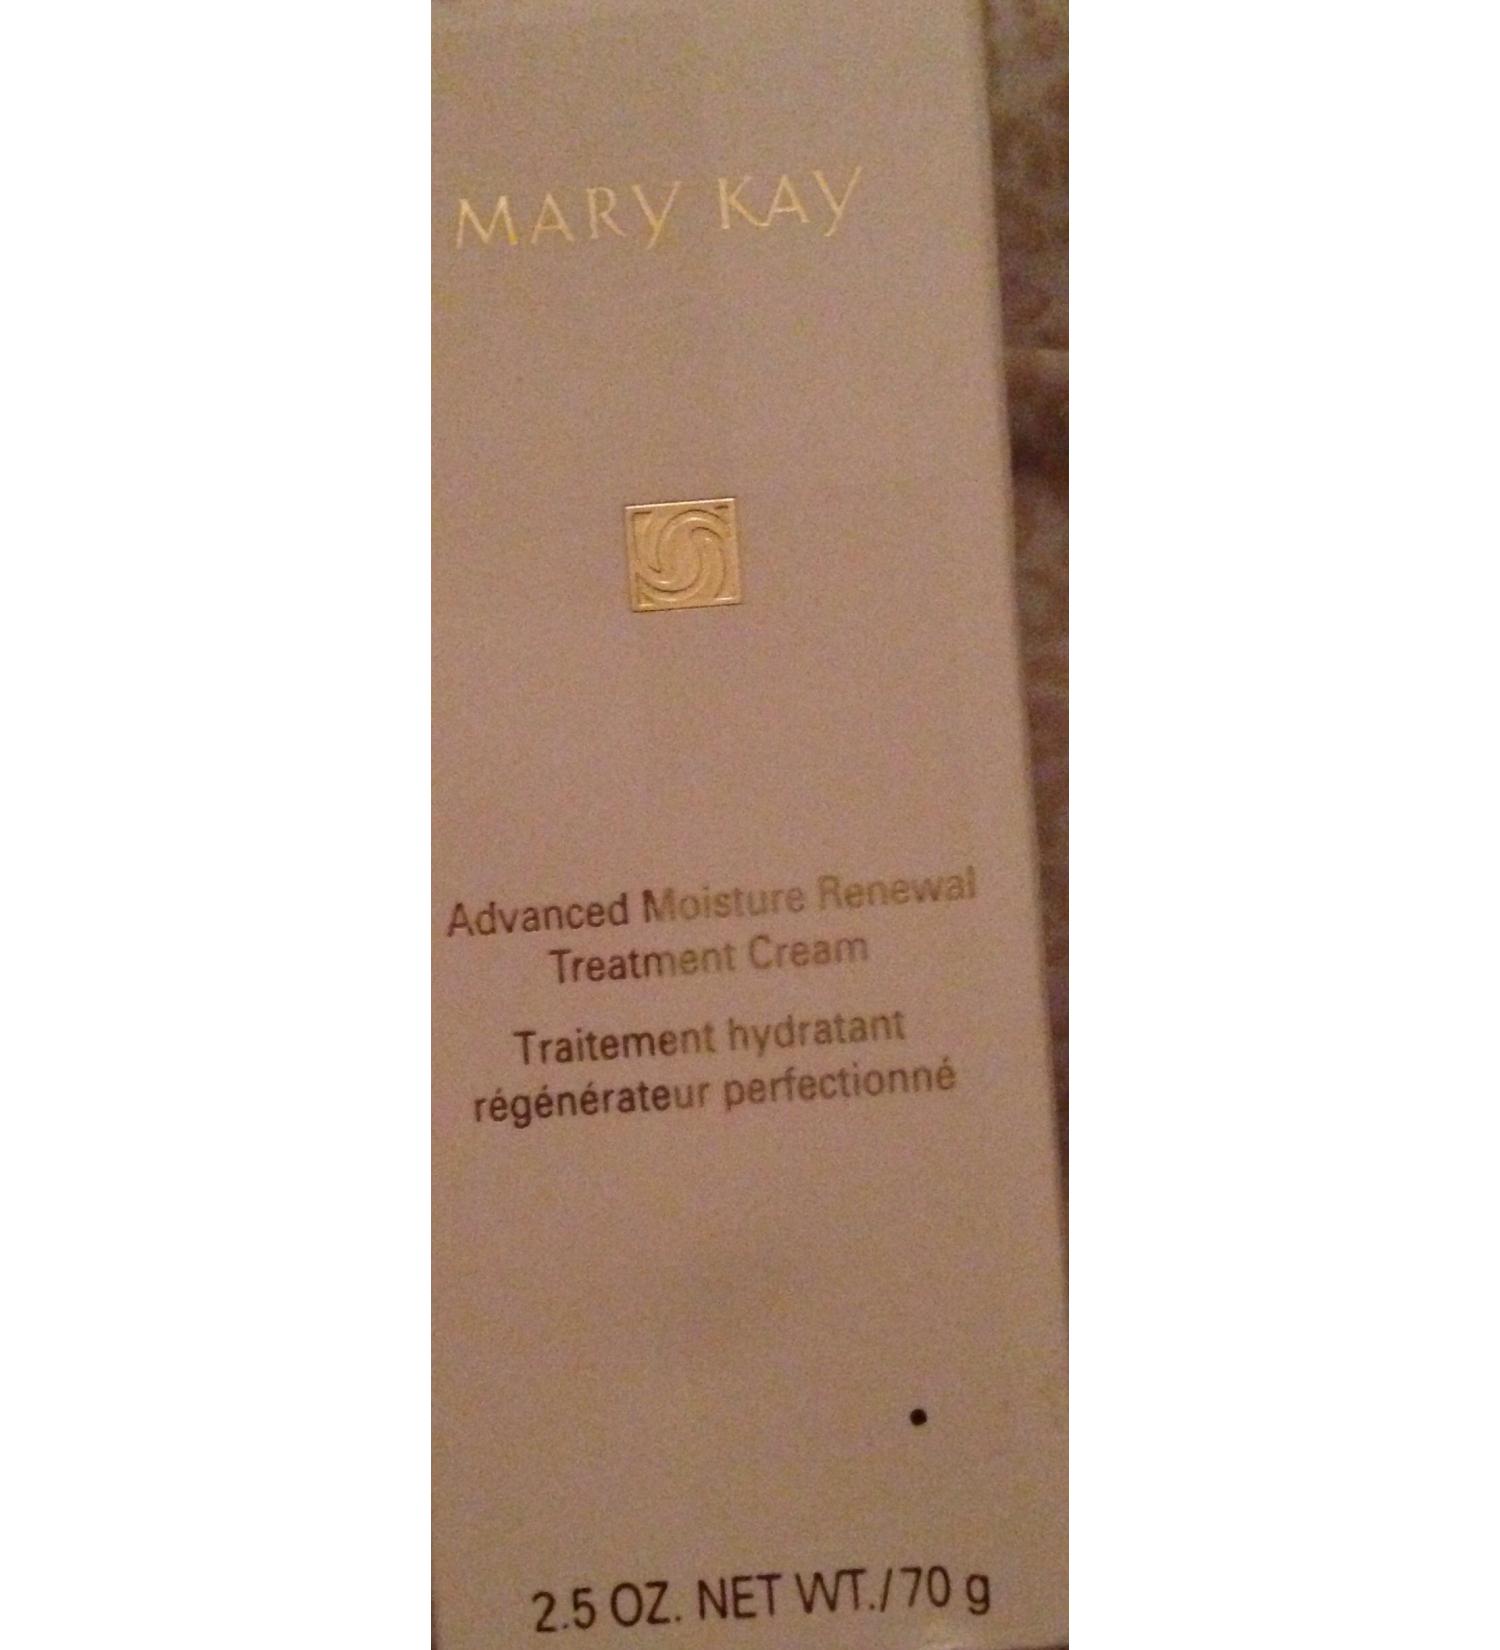 MARY KAY
Advanced Moisture Renewal
Treatment Cream
Traitement hydratant
régénérateur perfectionné
2.5 OZ. NET WT./70 g